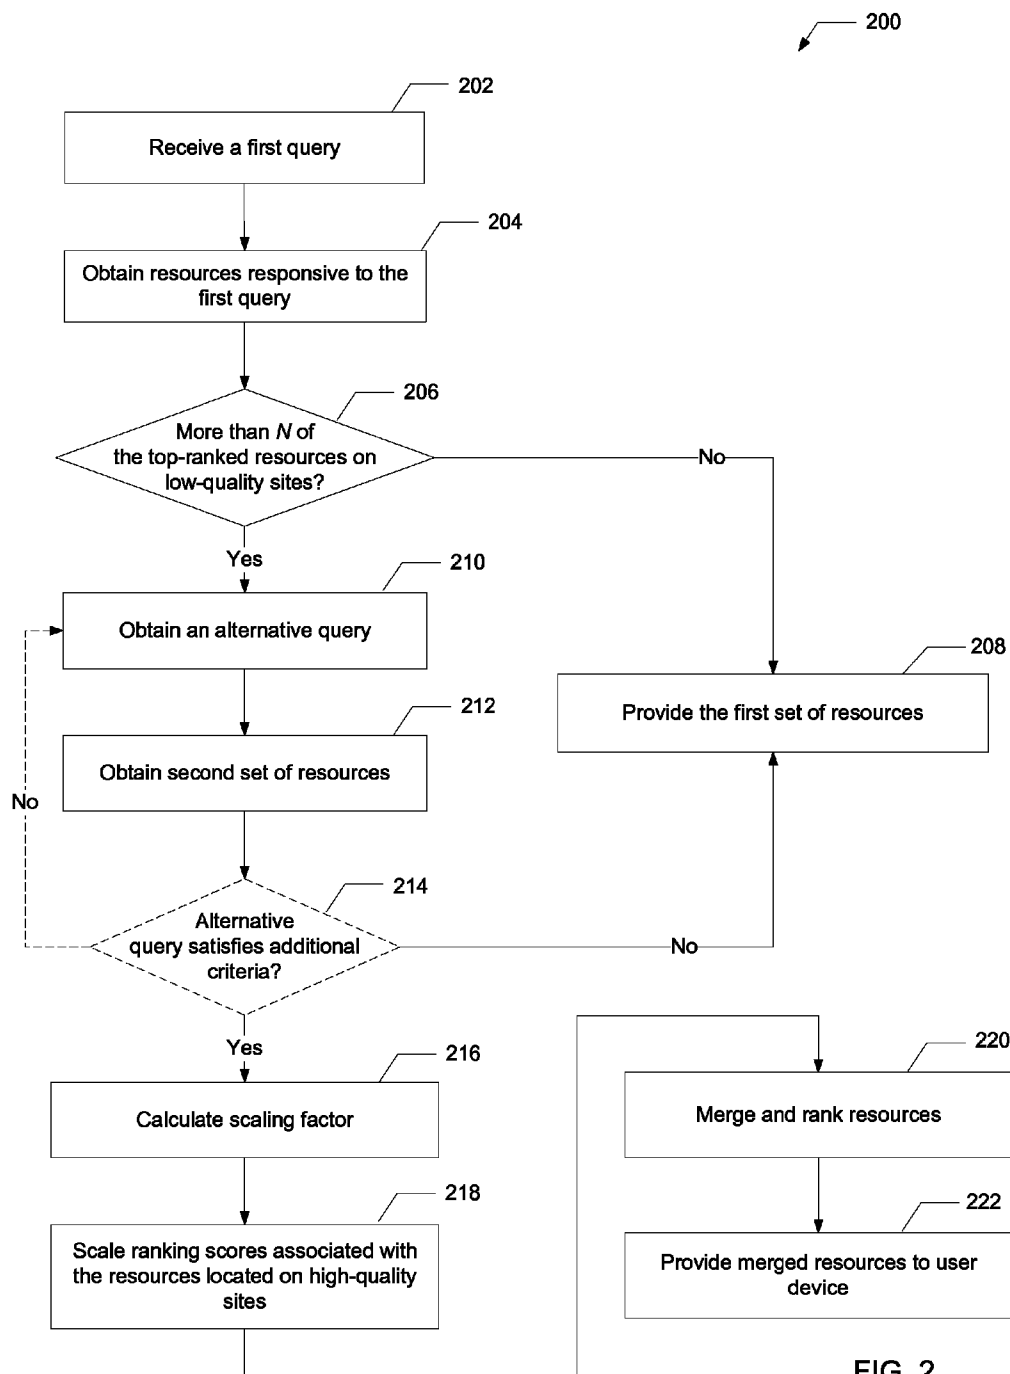 200
202
Receive a first query
204
Obtain resources responsive to the
first query
206
More than N of
the top-ranked resources on
low-quality sites?
No
Yes
210
Obtain an alternative query
208
Provide the first set of resources
212
Obtain second set of resources
No
214
Alternative
query satisfies additional
criteria?
No
Yes
216
Calculate scaling factor
220
Merge and rank resources
218
Scale ranking scores associated with
the resources located on high-quality
sites
222
Provide merged resources to user
device
FIG. 2